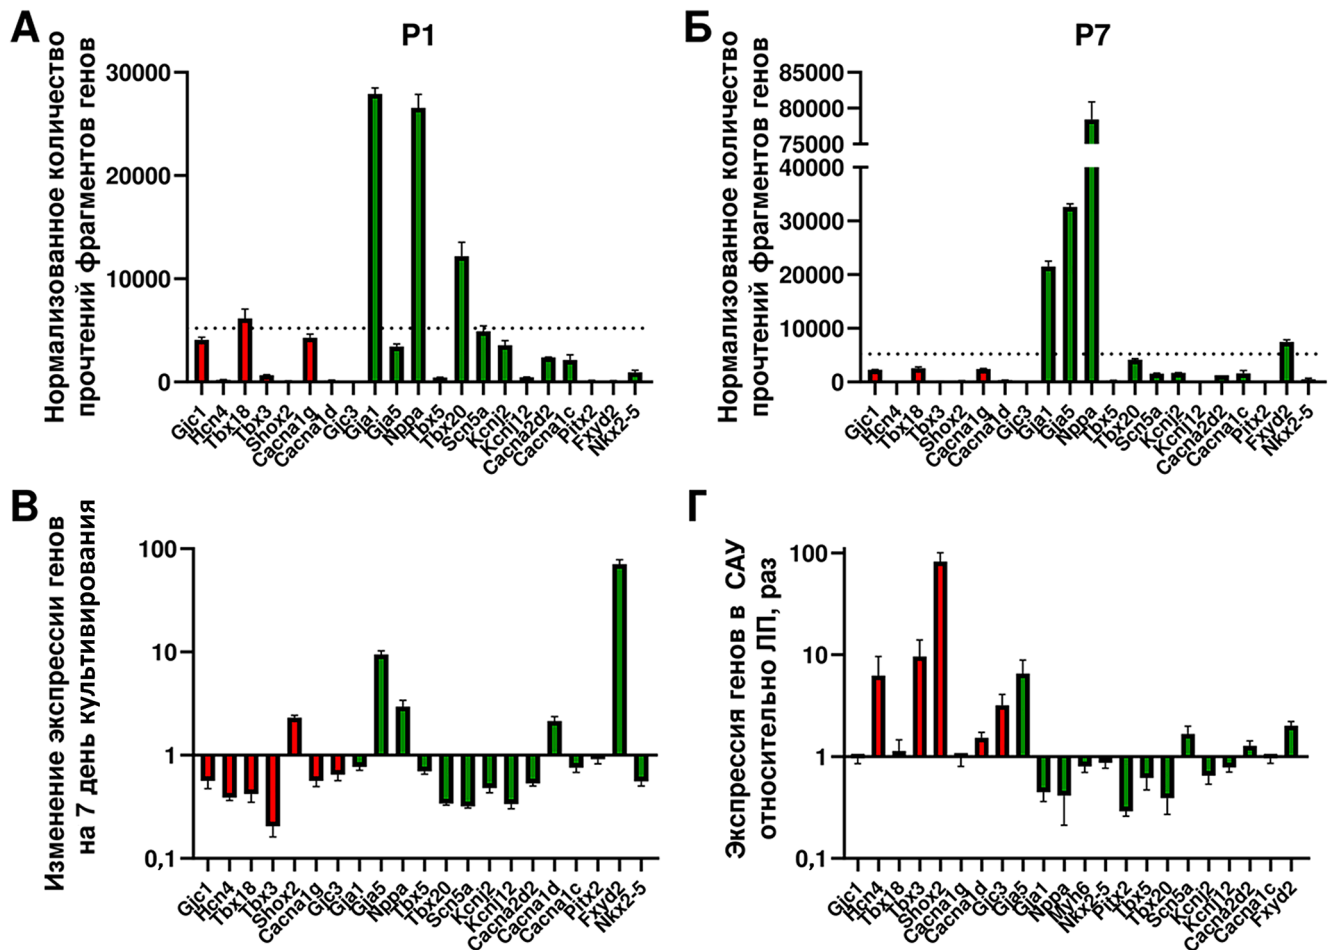 А
P1
Нормализованное количество
прочтений фрагментов генов
30000
20000
10000
0
Gjc1
Hcn4
Tbx18
Tbx3
Shox2
Cacna1g
Cacna1d
Gjc3
Gja1
Gja5
Nppa
Tbx5
Tbx20
Scn5a
Kcnj2
Kcnj12
Cacna2d2
Cacna1c
Pitx2
Fxyd2
Nkx2-5
Б
P7
Нормализованное количество
прочтений фрагментов генов
85000
80000
75000
40000
30000
20000
10000
0
Gjc1
Hcn4
Tbx18
Tbx3
Shox2
Cacna1g
Cacna1d
Gjc3
Gja1
Gja5
Nppa
Tbx5
Tbx20
Scn5a
Kcnj2
Kcnj12
Cacna2d2
Cacna1c
Pitx2
Fxyd2
Nkx2-5
В
Изменение экспрессии генов
на 7 день культивирования
100
10
1
0,1
Gjc1
Hcn4
Tbx18
Tbx3
Shox2
Cacna1g
Gjc3
Gja1
Gja5
Nppa
Tbx5
Tbx20
Scn5a
Kcnj2
Kcnj12
Cacna2d2
Cacna1d
Cacna1c
Pitx2
Fxyd2
Nkx2-5
Г
Экспрессия генов в САУ
относительно ЛП, раз
100
10
1
0,1
Gjc1
Hcn4
Tbx18
Tbx3
Shox2
Cacna1g
Cacna1d
Gjc3
Gja5
Gja1
Nppa
Myh6
Nkx2-5
Pitx2
Tbx5
Tbx20
Scn5a
Kcnj2
Kcnj12
Cacna2d2
Cacna1c
Fxyd2